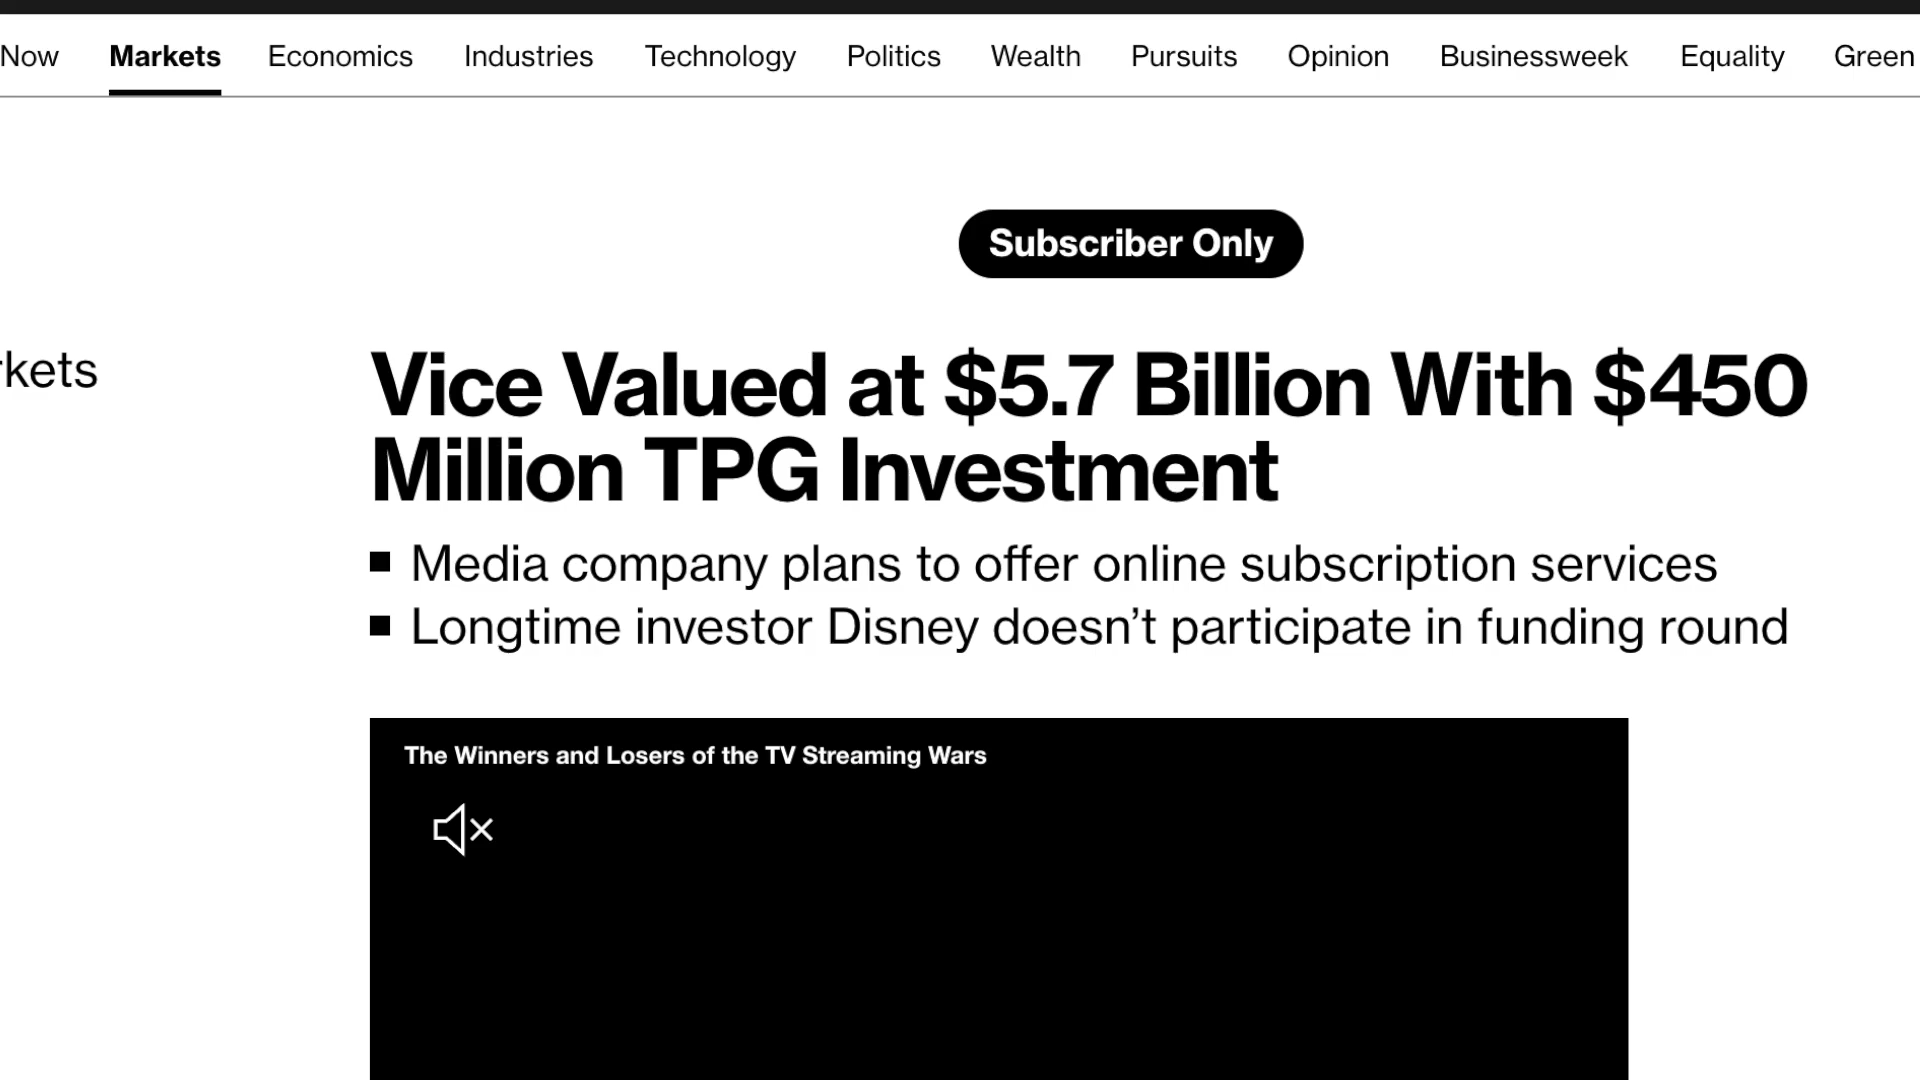 Now Markets Economics Industries Technology Politics Wealth Pursuits Opinion Businessweek Equality Green
Subscriber Only
rkets
Vice Valued at $5.7 Billion With $450
Million TPG Investment
■ Media company plans to offer online subscription services
■ Longtime investor Disney doesn’t participate in funding round
The Winners and Losers of the TV Streaming Wars